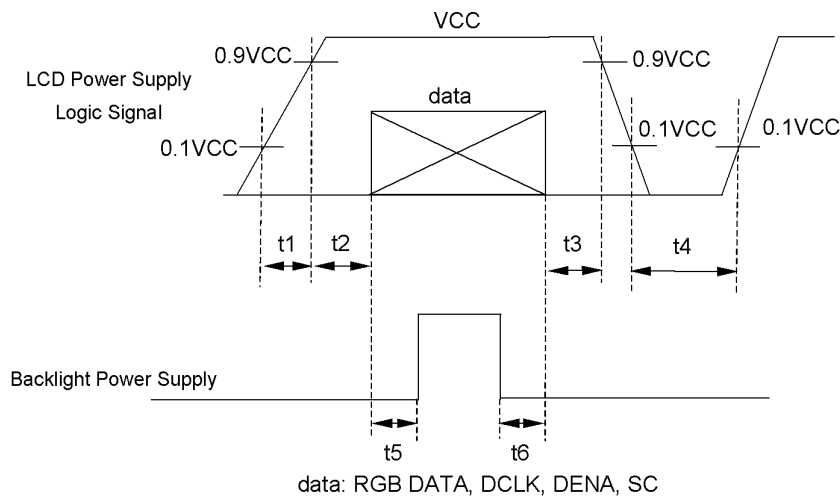 VCC
0.9VCC
0.9VCC
LCD Power Supply
Logic Signal
data
0.1VCC
0.1VCC
0.1VCC
t1
t2
t3
t4
Backlight Power Supply
t5
t6
data: RGB DATA, DCLK, DENA, SC